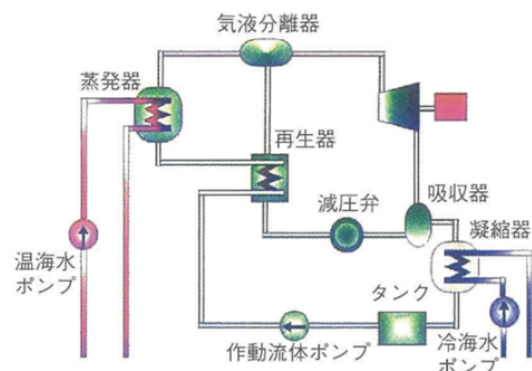 気液分離器
蒸発器
再生器
減圧弁
吸収器
凝縮器
温海水
ポンプ
タンク
作動流体ポンプ
冷海水
ポンプ